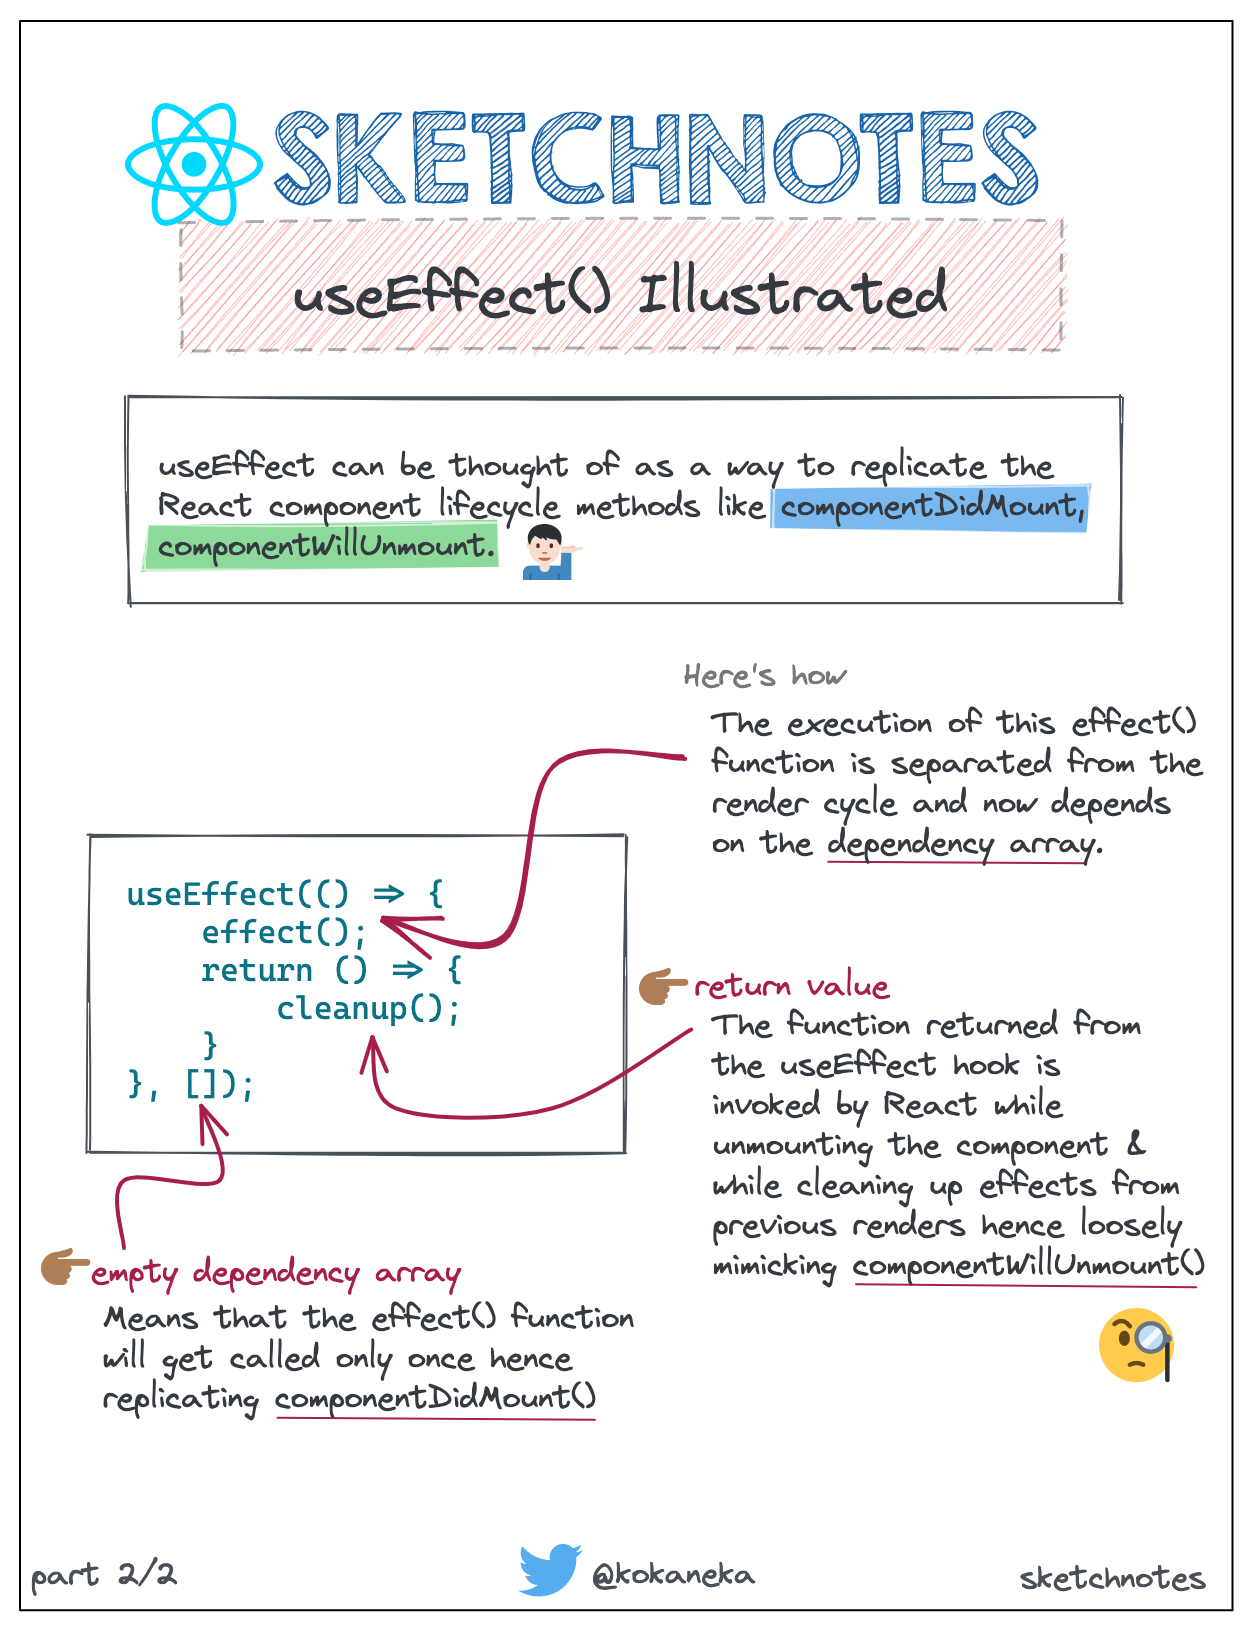 SKETCHNOTES
useEffect() Illustrated
useEffect can be thought of as a way to replicate the
React component lifecycle methods like componentDidMount,
componentWillUnmount.
Here's how
The execution of this effect()
function is separated from the
render cycle and now depends
on the dependency array.
useEffect(() => {
effect();
return () => {
cleanup();
}
}, []);
return value
The function returned from
the useEffect hook is
invoked by React while
unmounting the component &
while cleaning up effects from
previous renders hence loosely
mimicking componentWillUnmount()
empty dependency array
Means that the effect() function
will get called only once hence
replicating componentDidMount()
part 2/2
@kokaneka
sketchnotes